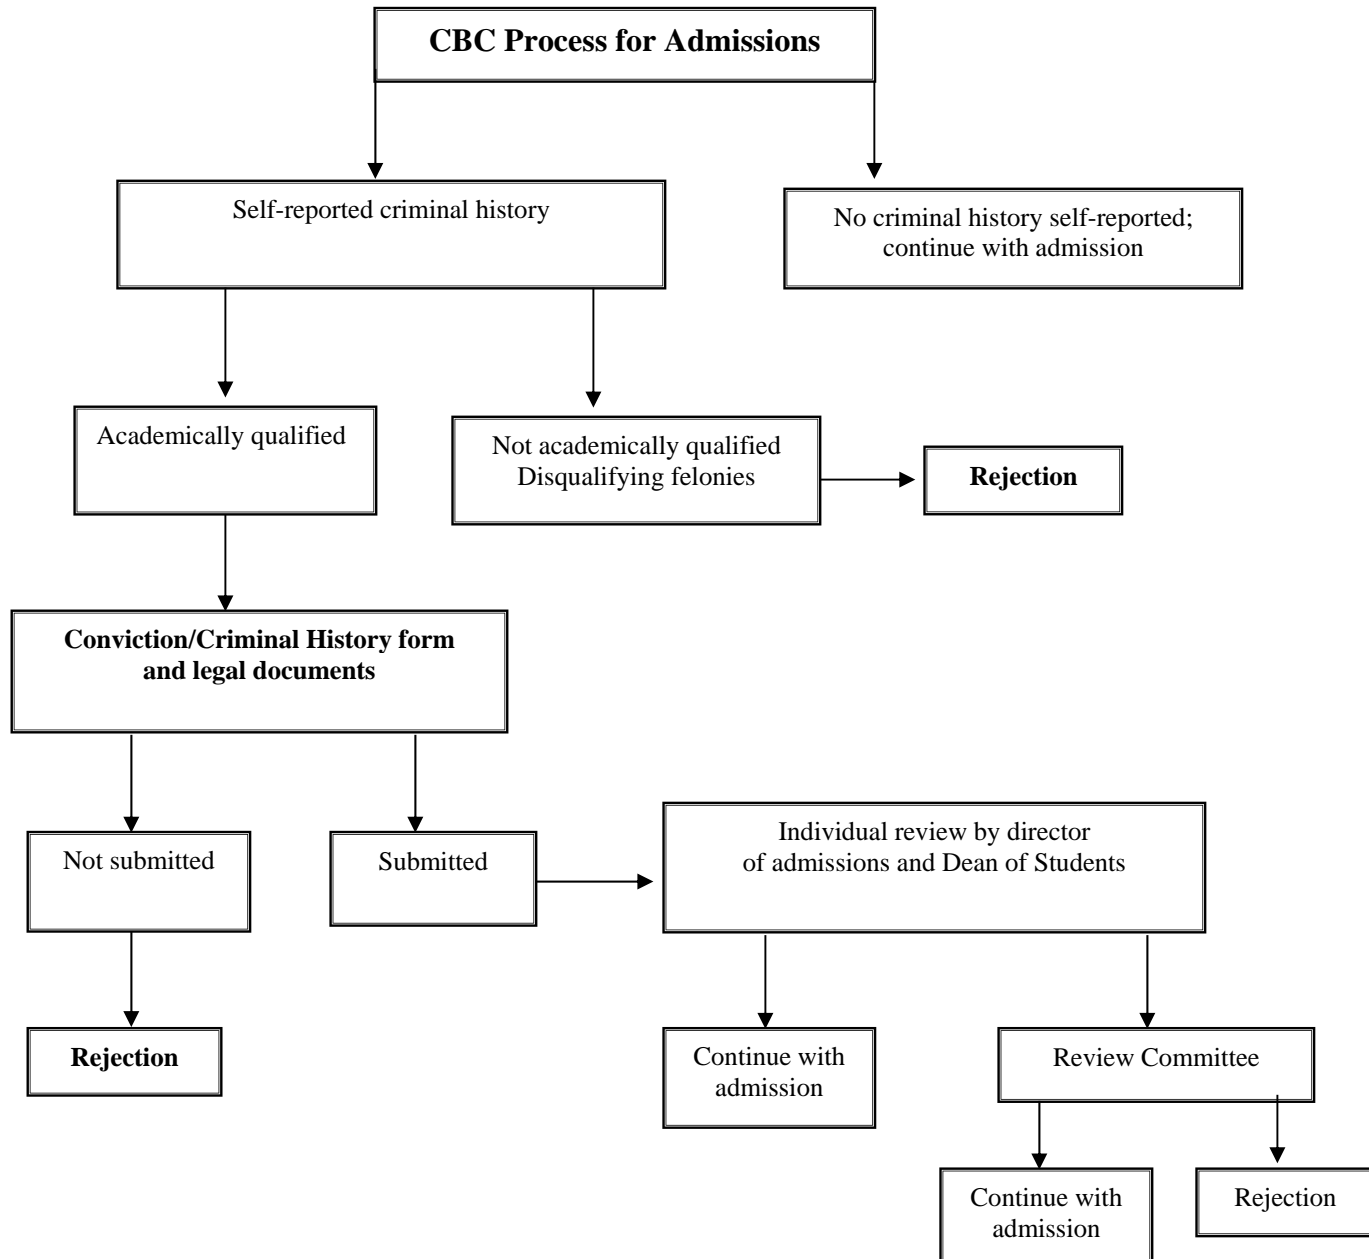 CBC Process for Admissions
Self-reported criminal history
No criminal history self-reported;
continue with admission
Academically qualified
Not academically qualified
Disqualifying felonies
Rejection
Conviction/Criminal History form
and legal documents
Not submitted
Submitted
Individual review by director
of admissions and Dean of Students
Rejection
Continue with
admission
Review Committee
Continue with
admission
Rejection